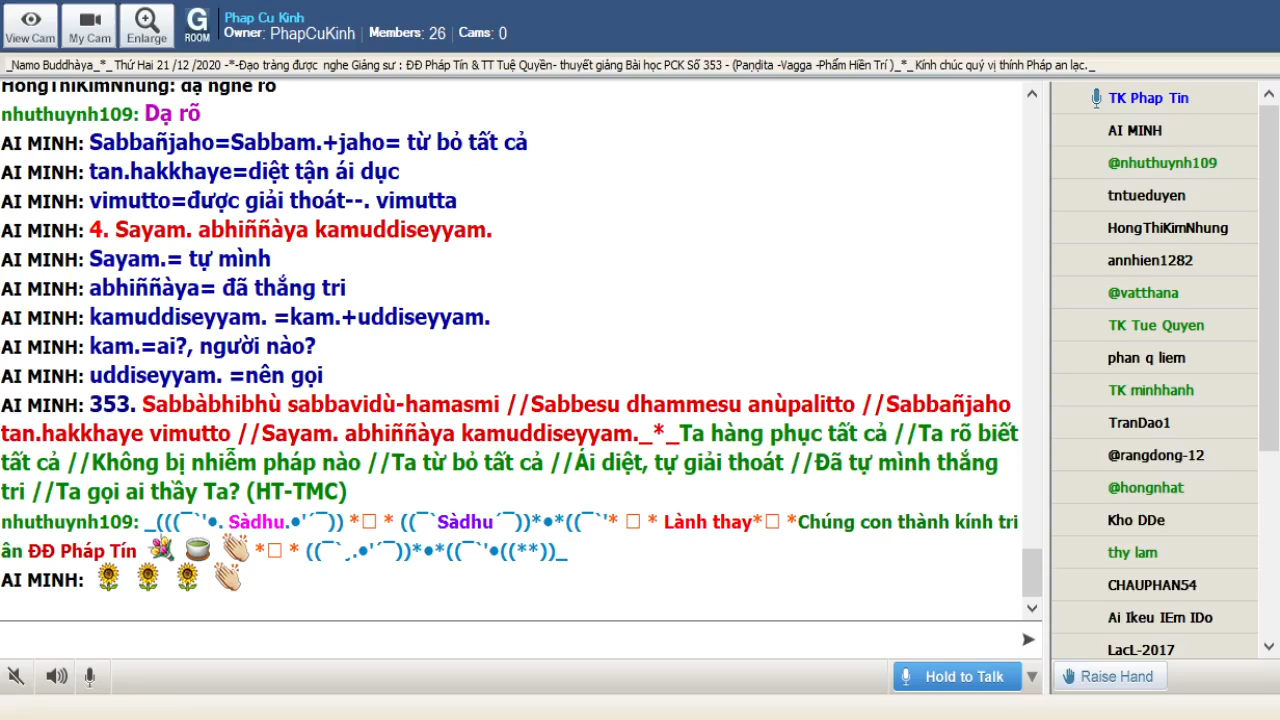 View Cam
My Cam
Enlarge
G
ROOM
Phap Cu Kinh
Owner: PhapCuKinh | Members: 26 | Cams: 0
_Namo Buddhàya_*_ Thứ Hai 21 /12 /2020 -*-Đạo tràng được nghe Giảng sư : ĐĐ Pháp Tín & TT Tuệ Quyền- thuyết giảng Bài học PCK Số 353 - (Paṇḍita -Vagga -Phẩm Hiền Trí )_*_ Kính chúc quý vị thính Pháp an lạc._
HongThiKimNhung: dạ nghe rõ
nhuthuynh109: Dạ rõ
AI MINH: Sabbañjaho=Sabbam.+jaho= từ bỏ tất cả
AI MINH: tan.hakkhaye=diệt tận ái dục
AI MINH: vimutto=được giải thoát--. vimutta
AI MINH: 4. Sayam. abhiññàya kamuddiseyyam.
AI MINH: Sayam.= tự mình
AI MINH: abhiññàya= đã thắng tri
AI MINH: kamuddiseyyam. =kam.+uddiseyyam.
AI MINH: kam.=ai?, người nào?
AI MINH: uddiseyyam. =nên gọi
AI MINH: 353. Sabbàbhibhù sabbavidù-hamasmi //Sabbesu dhammesu anùpalitto //Sabbañjaho
tan.hakkhaye vimutto //Sayam. abhiññàya kamuddiseyyam._*_Ta hàng phục tất cả //Ta rõ biết
tất cả //Không bị nhiễm pháp nào //Ta từ bỏ tất cả //Ái diệt, tự giải thoát //Đã tự mình thắng
tri //Ta gọi ai thầy Ta? (HT-TMC)
nhuthuynh109: _(((¯`'•. Sàdhu.•'´¯)) *□ * ((¯`Sàdhu´¯))*•*((¯`'* □ * Lành thay*□ *Chúng con thành kính tri
ân ĐĐ Pháp Tín *□ * ((¯`¸.•'´¯))*•*((¯`'•((**))_
AI MINH:
Hold to Talk
TK Phap Tin
AI MINH
@nhuthuynh109
tntueduyen
HongThiKimNhung
annhien1282
@vatthana
TK Tue Quyen
phan q liem
TK minhhanh
TranDao1
@rangdong-12
@hongnhat
Kho DDe
thy lam
CHAUPHAN54
Ai Ikeu IEm IDo
LacL-2017
Raise Hand